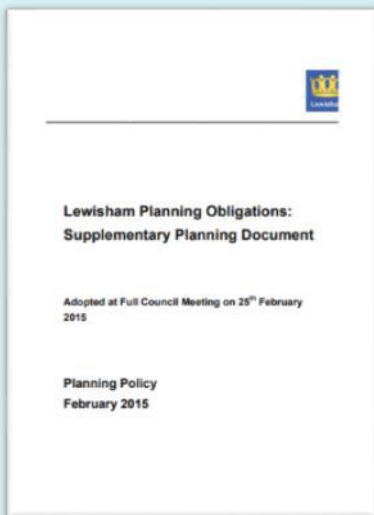 Lewisham Planning Obligations:
Supplementary Planning Document
Adopted at Full Council Meeting on 25th February
2015
Planning Policy
February 2015